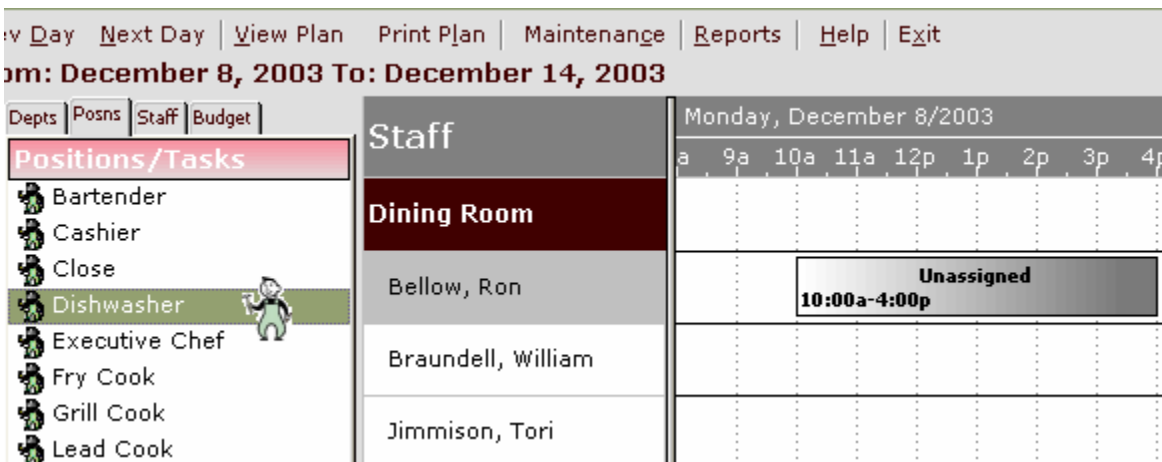 v Day Next Day | View Plan Print Plan | Maintenance | Reports | Help | Exit
om: December 8, 2003 To: December 14, 2003
Depts Posns Staff Budget
Positions/Tasks
Bartender
Cashier
Close
Dishwasher
Executive Chef
Fry Cook
Grill Cook
Lead Cook
Staff
Dining Room
Bellow, Ron
Braundell, William
Jimmison, Tori
Monday, December 8/2003
a 9a 10a 11a 12p 1p 2p 3p 4p
Unassigned
10:00a-4:00p